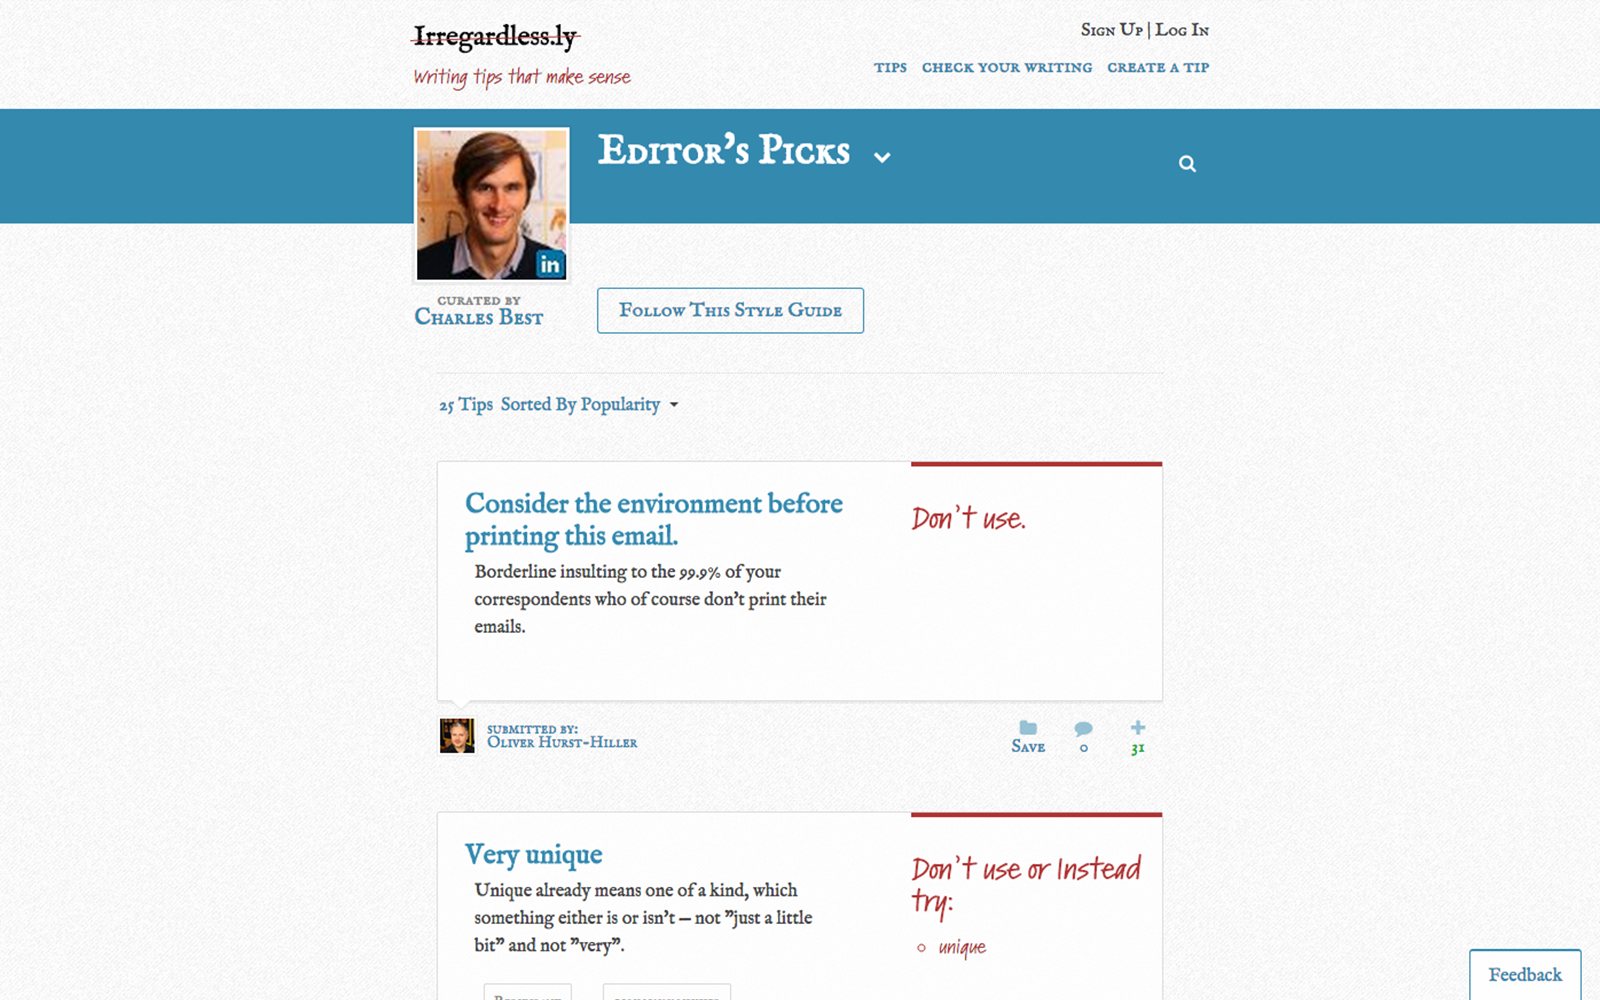 Irregardless.ly
Writing tips that make sense
Sign Up | Log In
TIPS CHECK YOUR WRITING CREATE A TIP
Editor's Picks
in
CURATED BY
Charles Best
Follow This Style Guide
25 Tips Sorted By Popularity
Consider the environment before
printing this email.
Borderline insulting to the 99.9% of your
correspondents who of course don't print their
emails.
Don't use.
SUBMITTED BY:
Oliver Hurst-Hiller
Save
0
31
Very unique
Unique already means one of a kind, which
something either is or isn't – not "just a little
bit" and not "very".
Don't use or Instead
try:
unique
Feedback